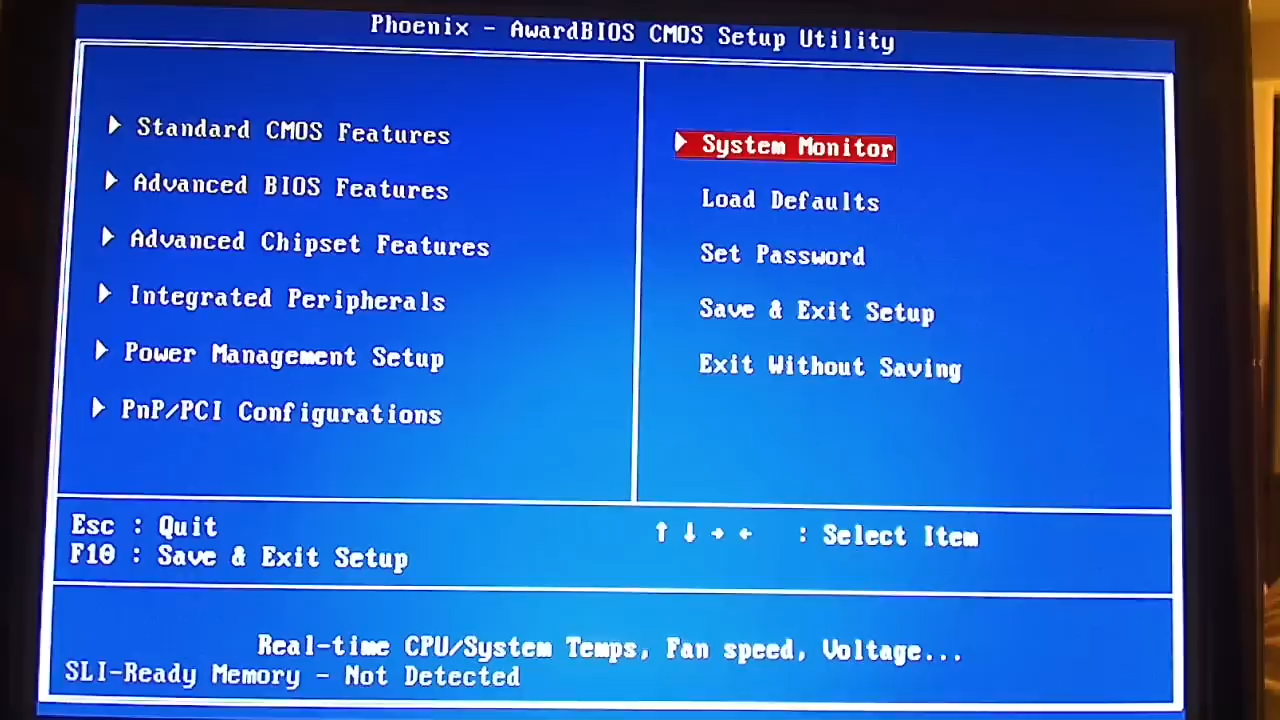 Phoenix - AwardBIOS CMOS Setup Utility
Standard CMOS Features
Advanced BIOS Features
Advanced Chipset Features
Integrated Peripherals
Power Management Setup
PnP/PCI Configurations
System Monitor
Load Defaults
Set Password
Save & Exit Setup
Exit Without Saving
Esc : Quit
F10 : Save & Exit Setup
↑ ↓ → ← : Select Item
Real-time CPU/System Temps, Fan speed, Voltage...
SLI-Ready Memory - Not Detected